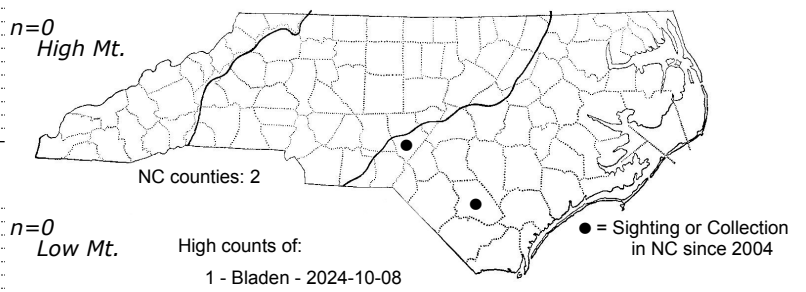 n=0
High Mt.
NC counties: 2
n=0
Low Mt.
High counts of:
1 - Bladen - 2024-10-08
● = Sighting or Collection
in NC since 2004